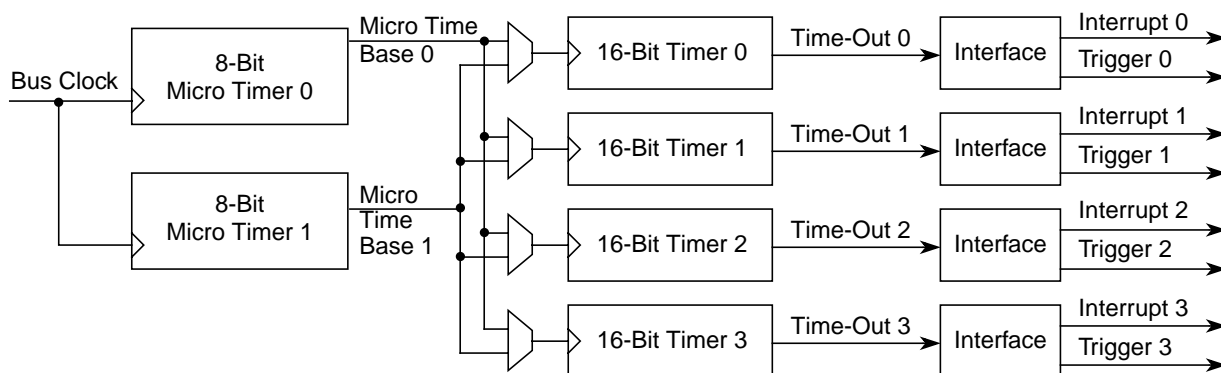 Bus Clock
8-Bit
Micro Timer 0
Micro Time
Base 0
8-Bit
Micro Timer 1
Micro
Time
Base 1
16-Bit Timer 0
Time-Out 0
Interface
Interrupt 0
Trigger 0
16-Bit Timer 1
Time-Out 1
Interface
Interrupt 1
Trigger 1
16-Bit Timer 2
Time-Out 2
Interface
Interrupt 2
Trigger 2
16-Bit Timer 3
Time-Out 3
Interface
Interrupt 3
Trigger 3